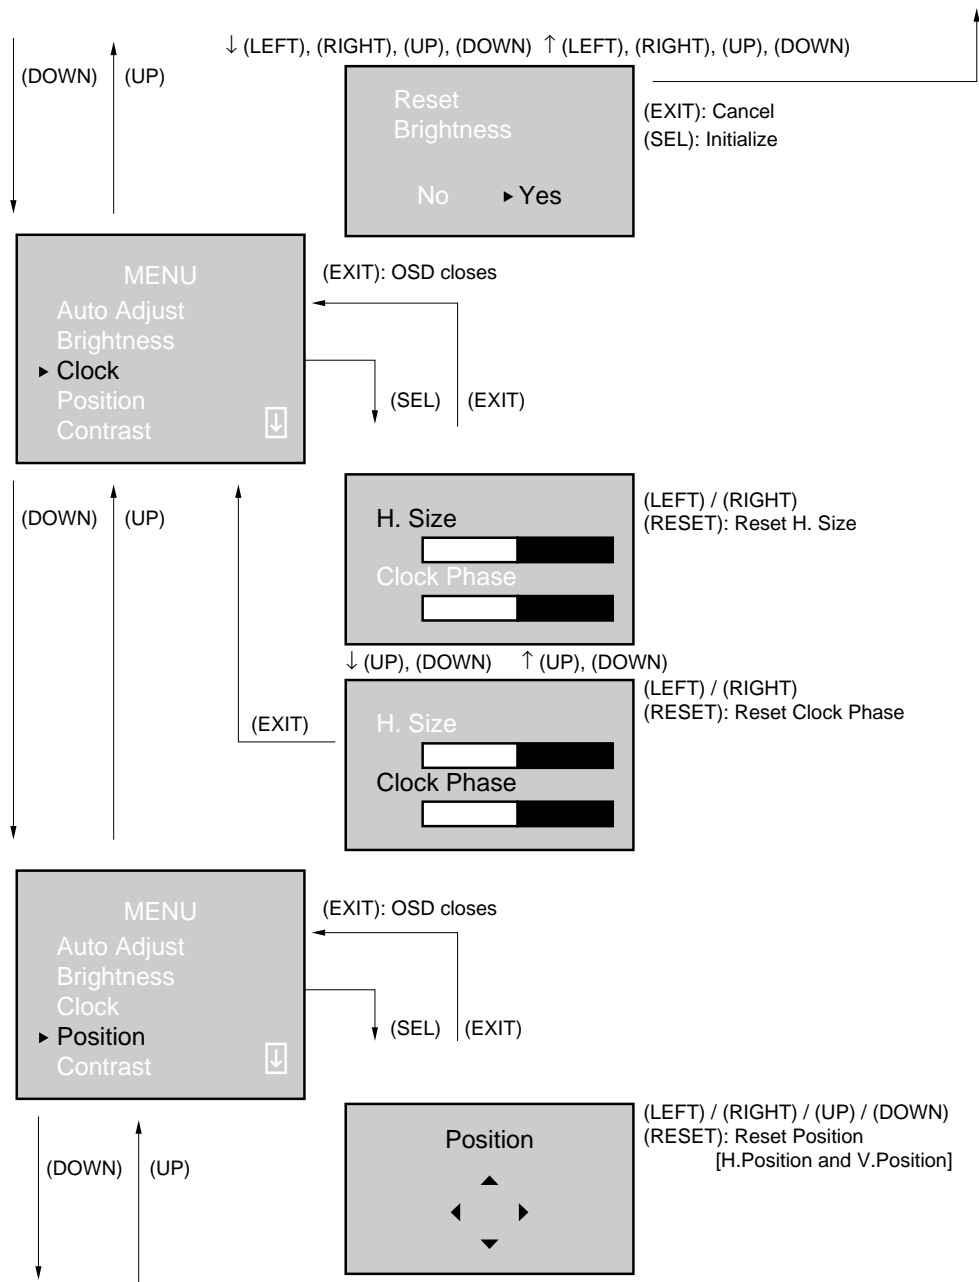 ↓ (LEFT), (RIGHT), (UP), (DOWN) ↑ (LEFT), (RIGHT), (UP), (DOWN)
(DOWN) (UP)
Reset
Brightness
No ▸ Yes
(EXIT): Cancel
(SEL): Initialize
MENU
Auto Adjust
Brightness
▸ Clock
Position
Contrast ↓
(EXIT): OSD closes
(SEL) (EXIT)
(DOWN) (UP)
H. Size
Clock Phase
(LEFT) / (RIGHT)
(RESET): Reset H. Size
↓ (UP), (DOWN) ↑ (UP), (DOWN)
(EXIT)
H. Size
Clock Phase
(LEFT) / (RIGHT)
(RESET): Reset Clock Phase
MENU
Auto Adjust
Brightness
Clock
▸ Position
Contrast ↓
(EXIT): OSD closes
(SEL) (EXIT)
(DOWN) (UP)
Position
(LEFT) / (RIGHT) / (UP) / (DOWN)
(RESET): Reset Position
[H.Position and V.Position]